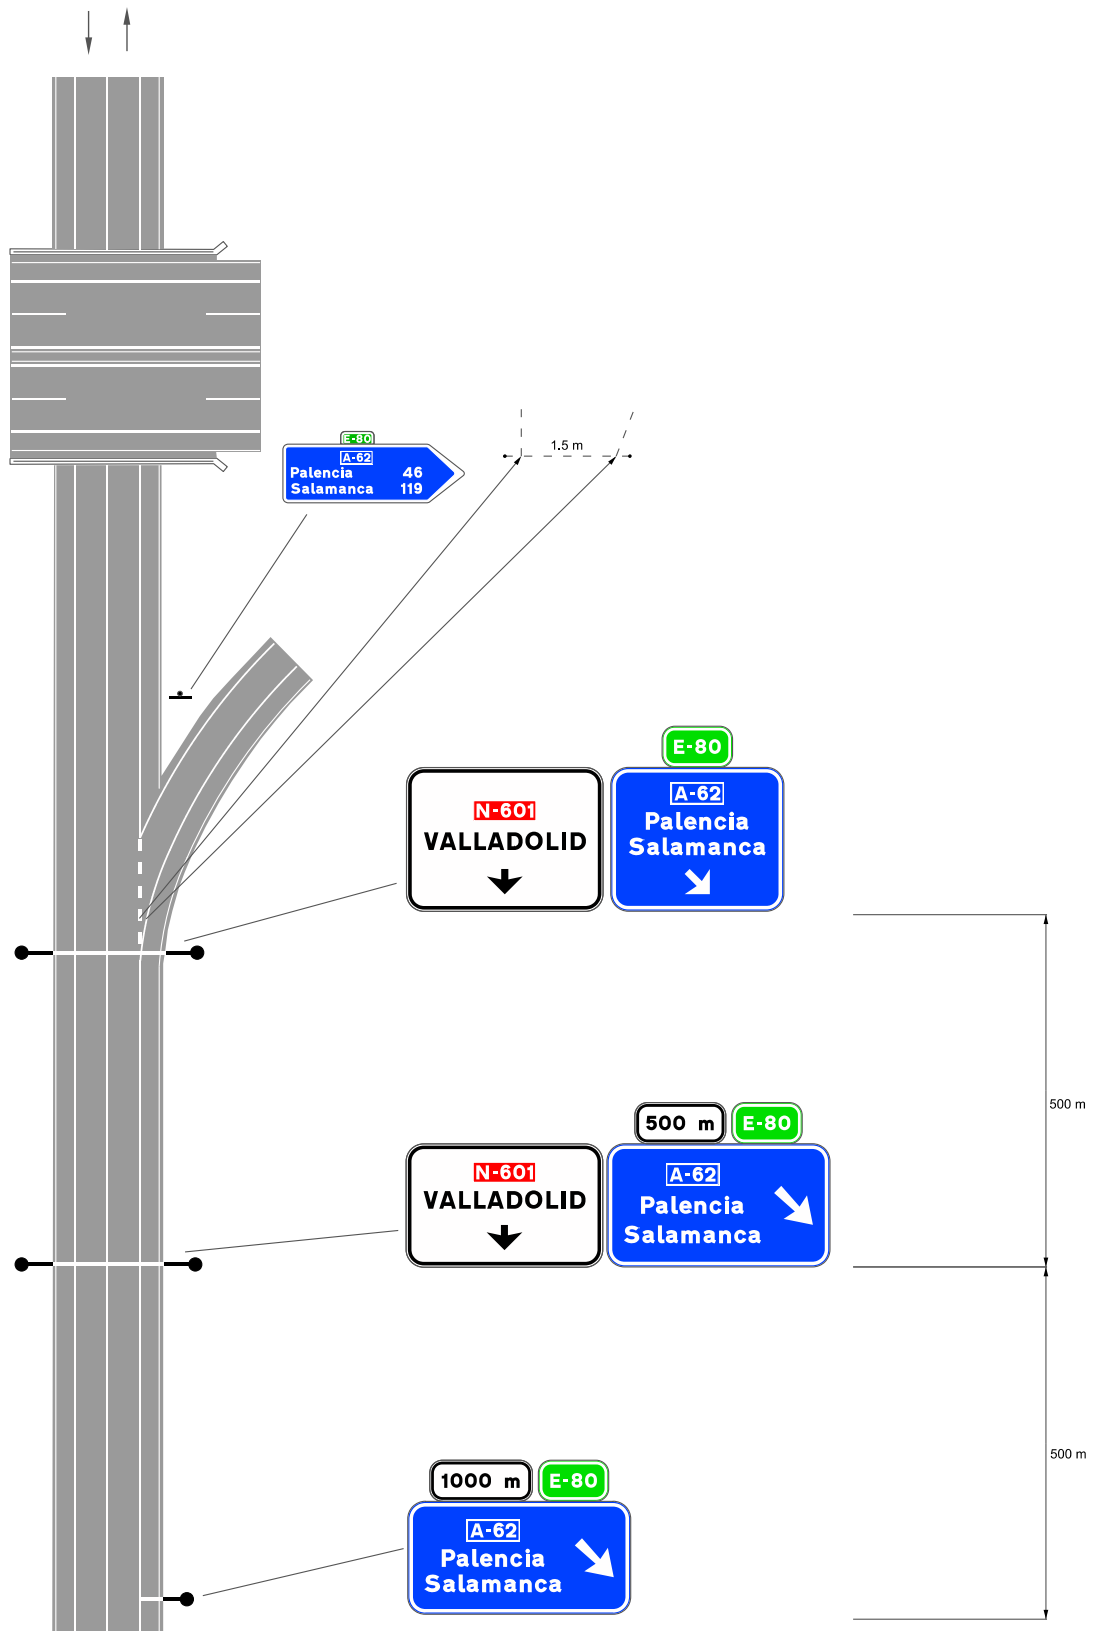 E-80
A-62
Palencia 46
Salamanca 119
1.5 m
E-80
N-601
VALLADOLID
A-62
Palencia
Salamanca
500 m
500 m E-80
N-601
VALLADOLID
A-62
Palencia
Salamanca
500 m
1000 m E-80
A-62
Palencia
Salamanca